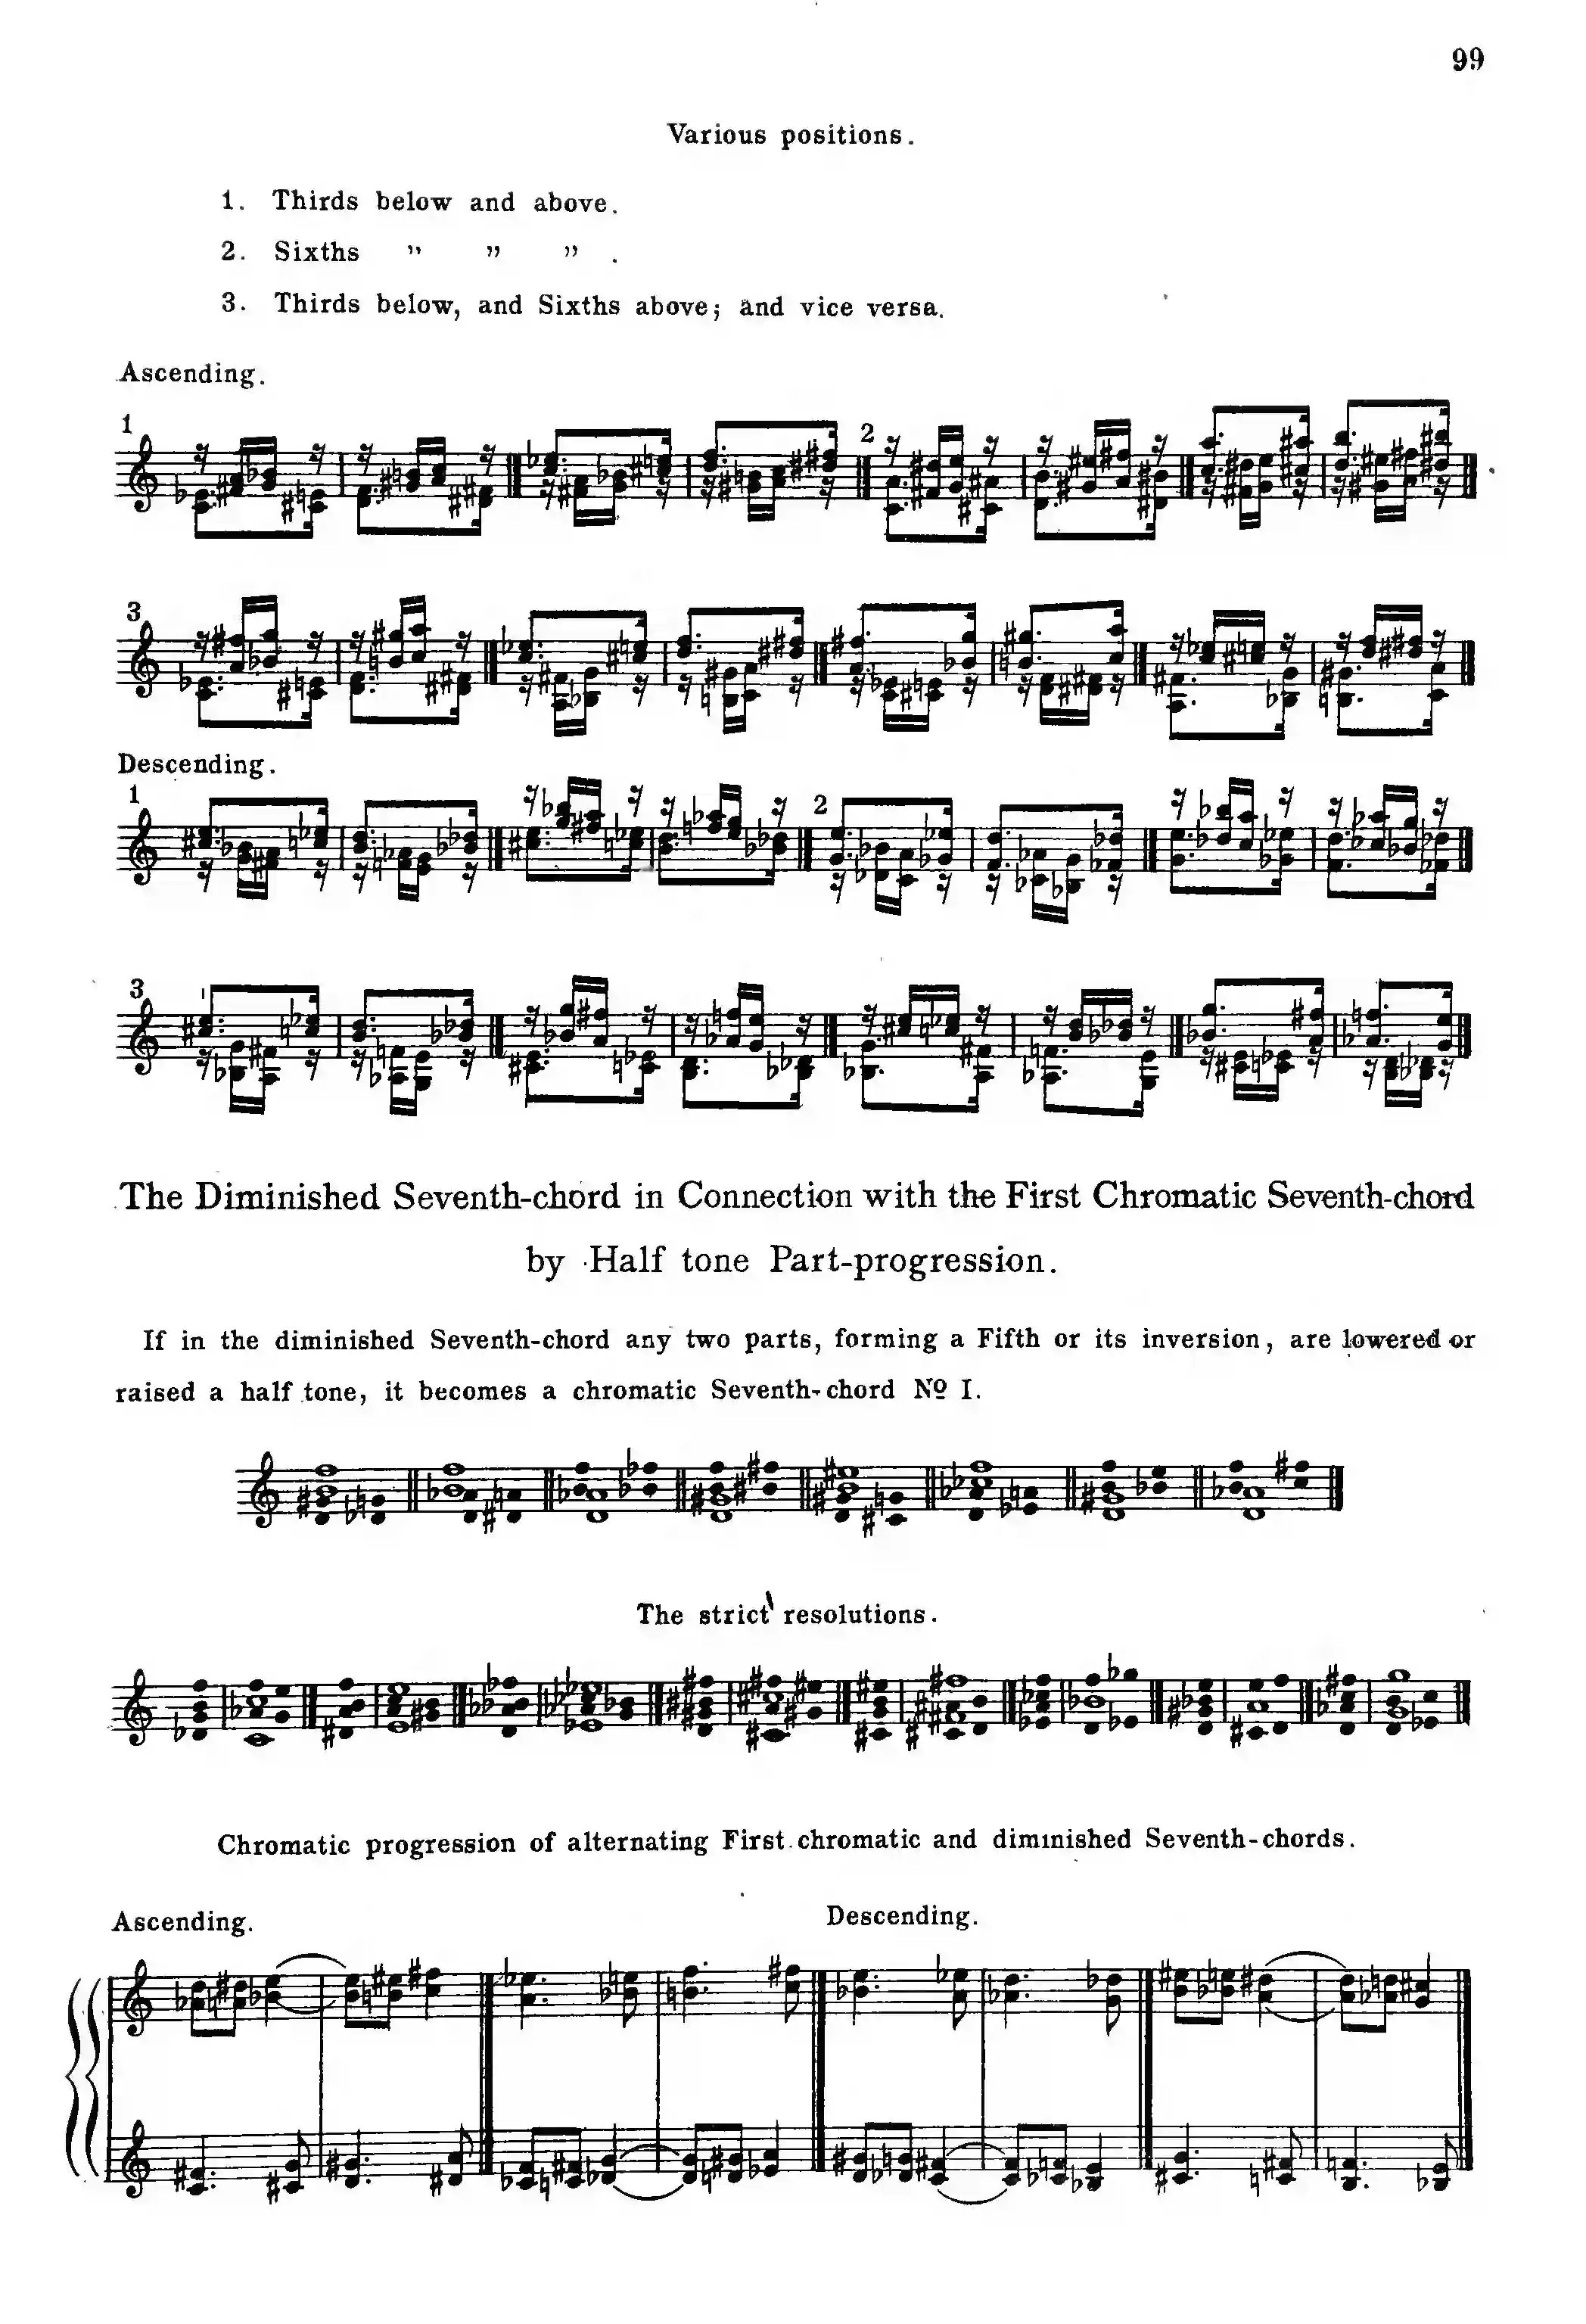 99
Various positions.
1. Thirds below and above.
2. Sixths " " " .
3. Thirds below, and Sixths above; and vice versa.
Ascending.
1 2
3
Descending.
1 2
3
The Diminished Seventh-chord in Connection with the First Chromatic Seventh-chord
by Half tone Part-progression.
If in the diminished Seventh-chord any two parts, forming a Fifth or its inversion, are lowered or
raised a half tone, it becomes a chromatic Seventh-chord Nº I.
The strict resolutions.
Chromatic progression of alternating First chromatic and diminished Seventh-chords.
Ascending. Descending.